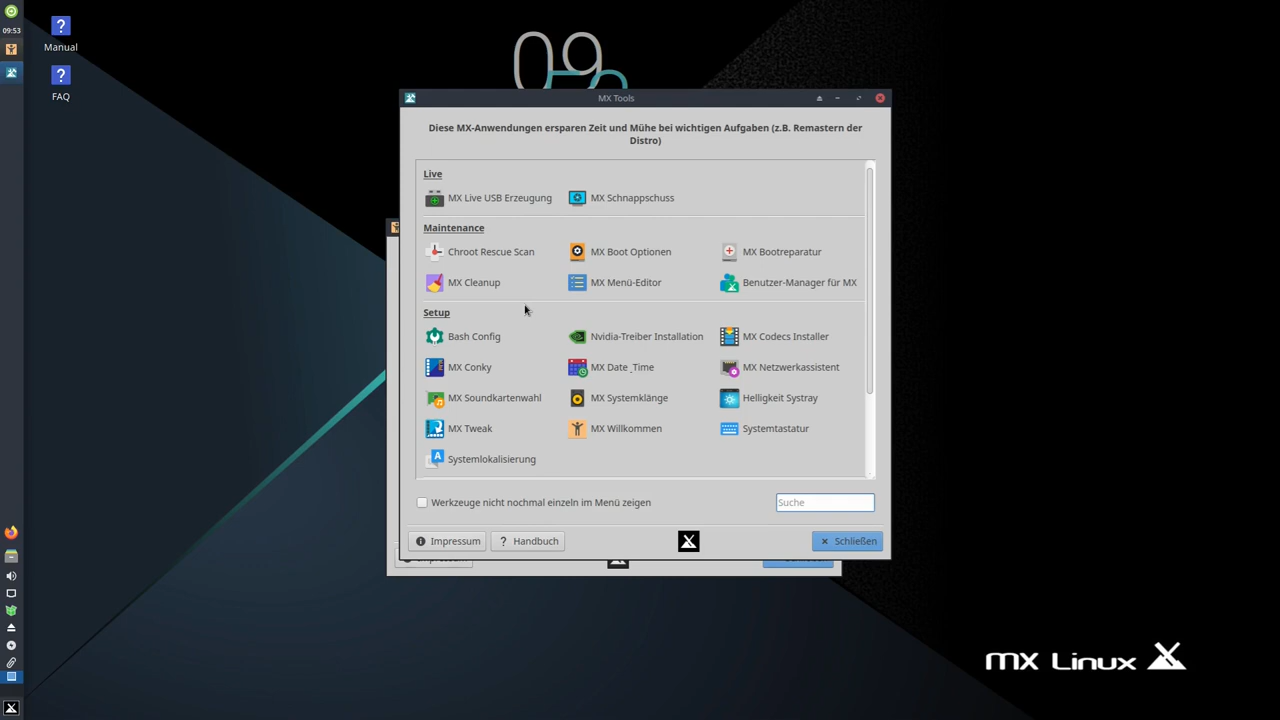 09:53
Manual
FAQ
09
MX Tools
Diese MX-Anwendungen ersparen Zeit und Mühe bei wichtigen Aufgaben (z.B. Remastern der
Distro)
Live
MX Live USB Erzeugung
MX Schnappschuss
Maintenance
Chroot Rescue Scan
MX Boot Optionen
MX Bootreparatur
MX Cleanup
MX Menü-Editor
Benutzer-Manager für MX
Setup
Bash Config
Nvidia-Treiber Installation
MX Codecs Installer
MX Conky
MX Date_Time
MX Netzwerkassistent
MX Soundkartenwahl
MX Systemklänge
Helligkeit Systray
MX Tweak
MX Willkommen
Systemtastatur
Systemlokalisierung
Werkzeuge nicht nochmal einzeln im Menü zeigen
Suche
Impressum
Handbuch
Schließen
MX Linux